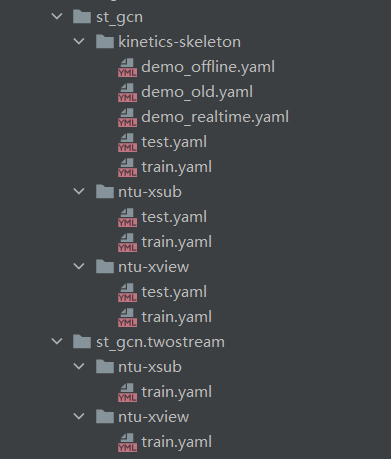 st_gcn
kinetics-skeleton
YML demo_offline.yaml
YML demo_old.yaml
YML demo_realtime.yaml
YML test.yaml
YML train.yaml
ntu-xsub
YML test.yaml
YML train.yaml
ntu-xview
YML test.yaml
YML train.yaml
st_gcn.twostream
ntu-xsub
YML train.yaml
ntu-xview
YML train.yaml